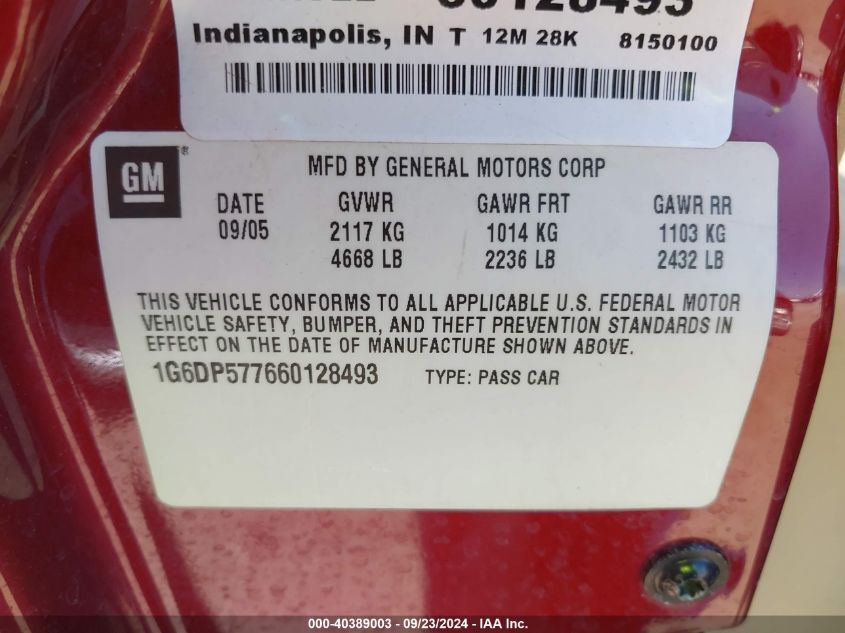 60128493
Indianapolis, IN T 12M 28K 8150100
GM ®
MFD BY GENERAL MOTORS CORP
DATE GVWR GAWR FRT GAWR RR
09/05 2117 KG 1014 KG 1103 KG
4668 LB 2236 LB 2432 LB
THIS VEHICLE CONFORMS TO ALL APPLICABLE U.S. FEDERAL MOTOR
VEHICLE SAFETY, BUMPER, AND THEFT PREVENTION STANDARDS IN
EFFECT ON THE DATE OF MANUFACTURE SHOWN ABOVE.
1G6DP577660128493 TYPE: PASS CAR
000-40389003 - 09/23/2024 - IAA Inc.